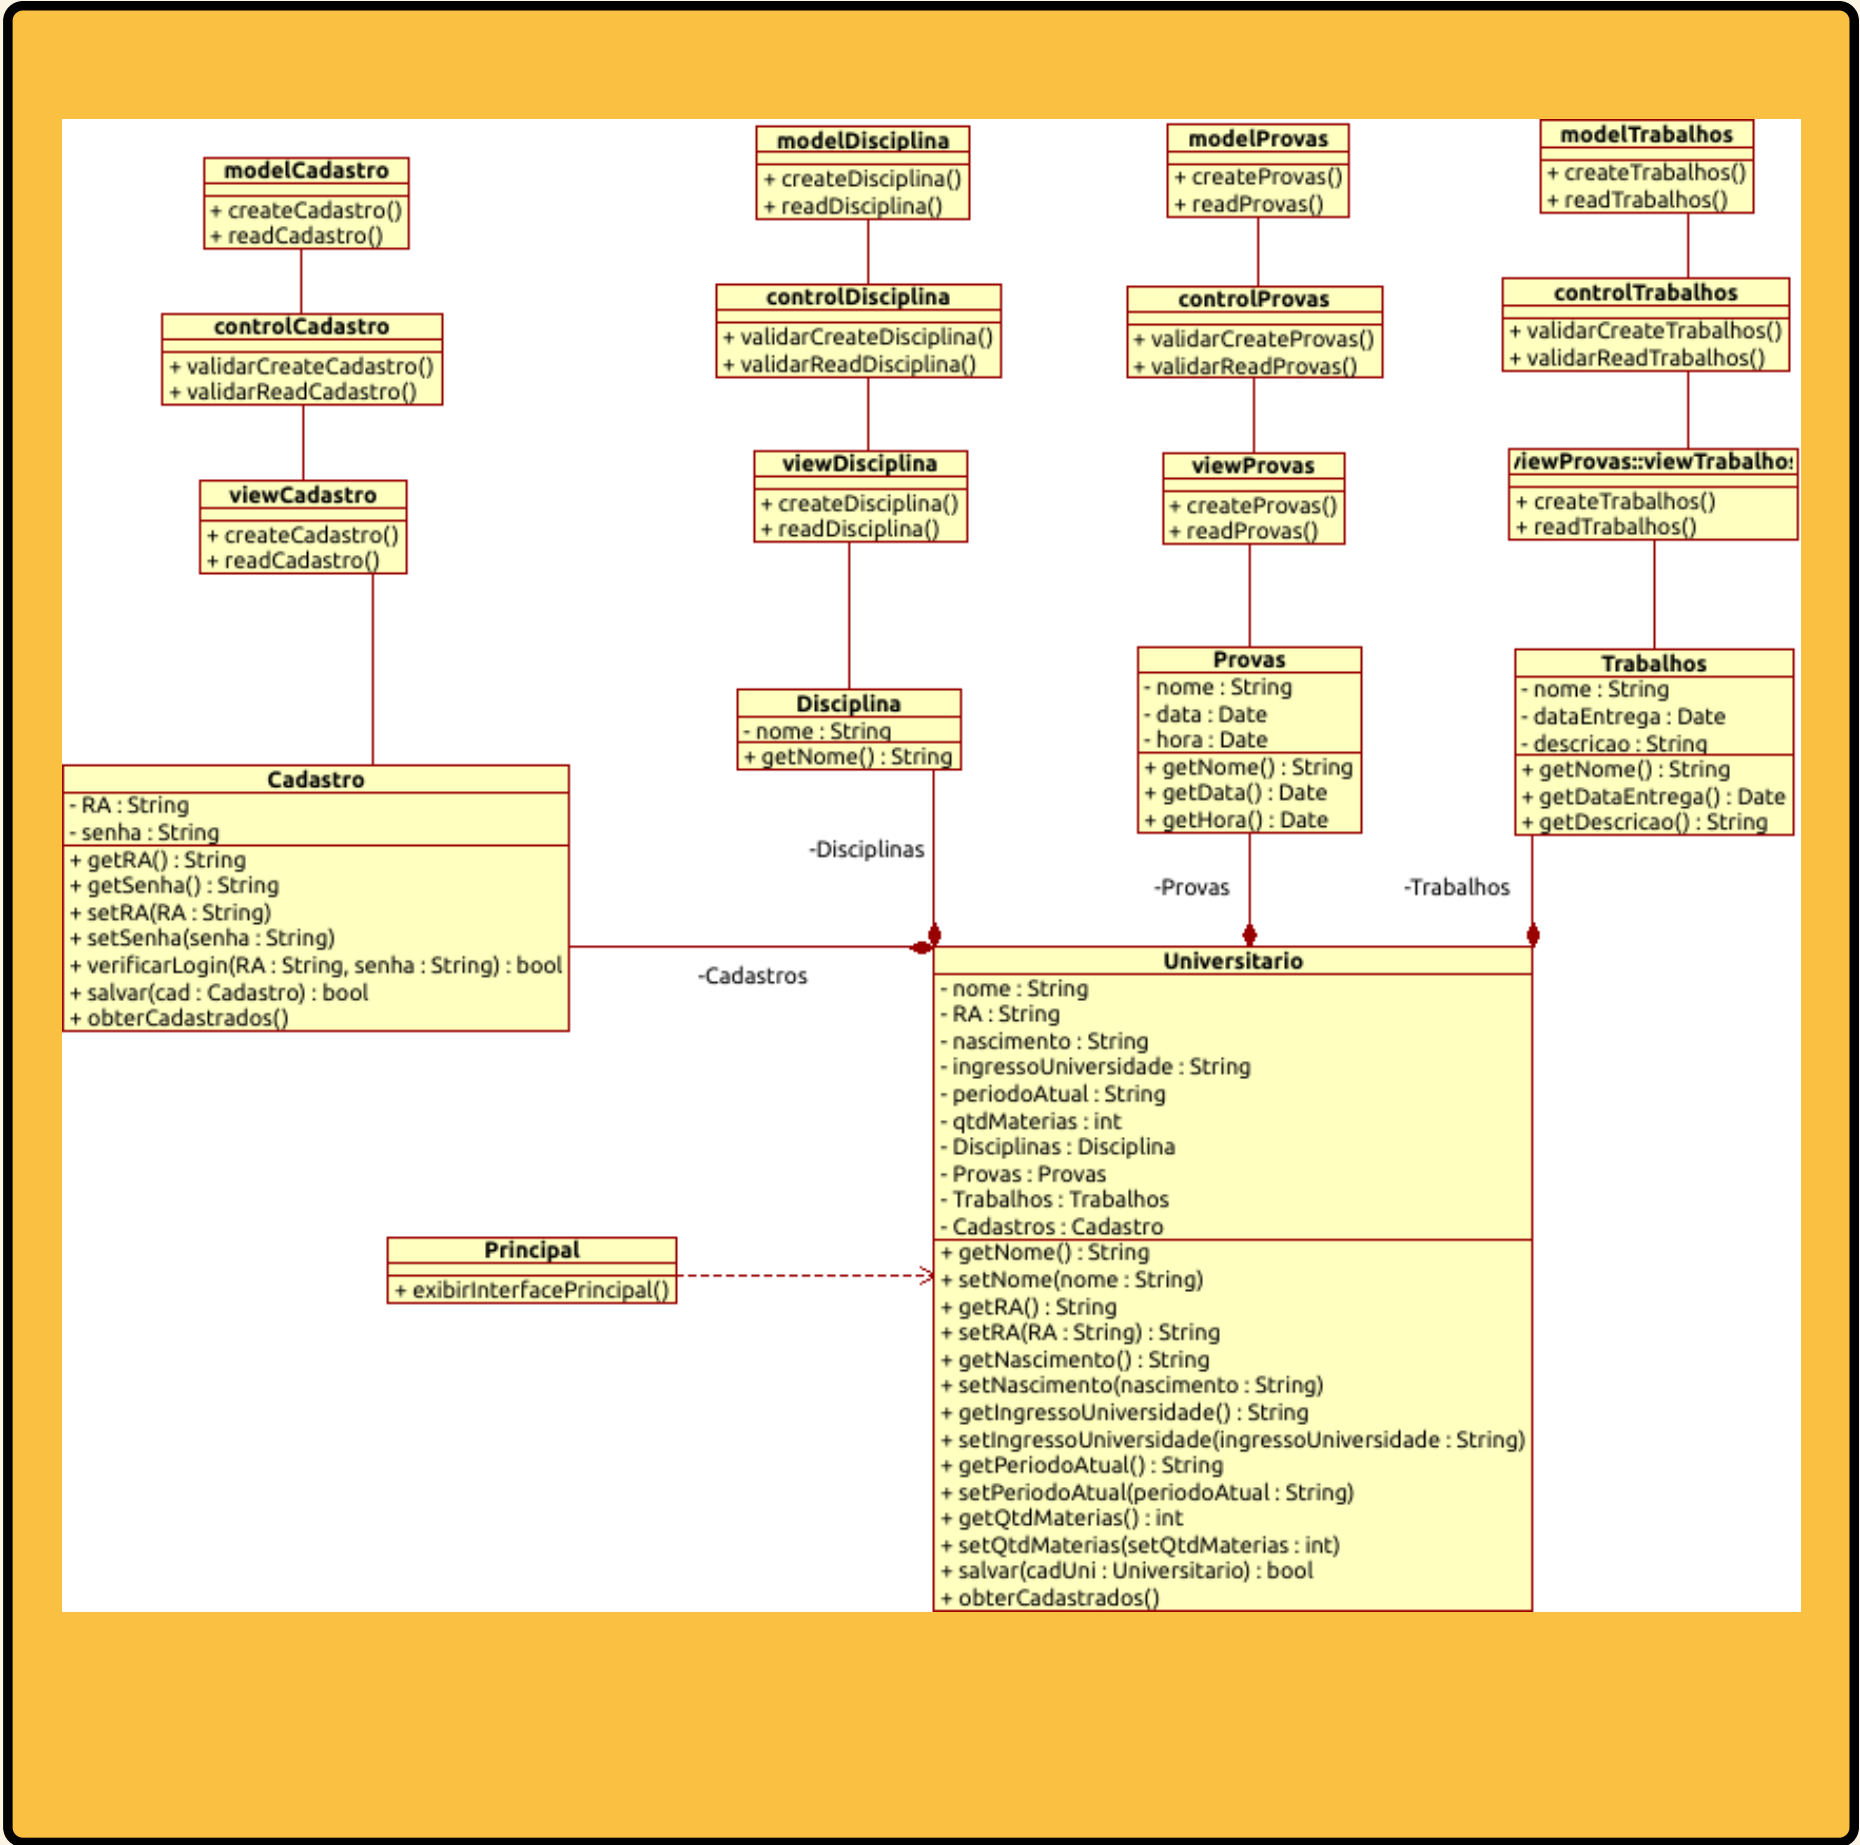 modelCadastro
+ createCadastro()
+ readCadastro()
controlCadastro
+ validarCreateCadastro()
+ validarReadCadastro()
viewCadastro
+ createCadastro()
+ readCadastro()
Cadastro
- RA : String
- senha : String
+ getRA() : String
+ getSenha() : String
+ setRA(RA : String)
+ setSenha(senha : String)
+ verificarLogin(RA : String, senha : String) : bool
+ salvar(cad : Cadastro) : bool
+ obterCadastrados()
modelDisciplina
+ createDisciplina()
+ readDisciplina()
controlDisciplina
+ validarCreateDisciplina()
+ validarReadDisciplina()
viewDisciplina
+ createDisciplina()
+ readDisciplina()
Disciplina
- nome : String
+ getNome() : String
modelProvas
+ createProvas()
+ readProvas()
controlProvas
+ validarCreateProvas()
+ validarReadProvas()
viewProvas
+ createProvas()
+ readProvas()
Provas
- nome : String
- data : Date
- hora : Date
+ getNome() : String
+ getData() : Date
+ getHora() : Date
modelTrabalhos
+ createTrabalhos()
+ readTrabalhos()
controlTrabalhos
+ validarCreateTrabalhos()
+ validarReadTrabalhos()
viewProvas::viewTrabalhos
+ createTrabalhos()
+ readTrabalhos()
Trabalhos
- nome : String
- dataEntrega : Date
- descricao : String
+ getNome() : String
+ getDataEntrega() : Date
+ getDescricao() : String
-Disciplinas
-Provas
-Trabalhos
-Cadastros
Universitario
- nome : String
- RA : String
- nascimento : String
- ingressoUniversidade : String
- periodoAtual : String
- qtdMaterias : int
- Disciplinas : Disciplina
- Provas : Provas
- Trabalhos : Trabalhos
- Cadastros : Cadastro
+ getNome() : String
+ setNome(nome : String)
+ getRA() : String
+ setRA(RA : String) : String
+ getNascimento() : String
+ setNascimento(nascimento : String)
+ getIngressoUniversidade() : String
+ setIngressoUniversidade(ingressoUniversidade : String)
+ getPeriodoAtual() : String
+ setPeriodoAtual(periodoAtual : String)
+ getQtdMaterias() : int
+ setQtdMaterias(setQtdMaterias : int)
+ salvar(cadUni : Universitario) : bool
+ obterCadastrados()
Principal
+ exibirInterfacePrincipal()